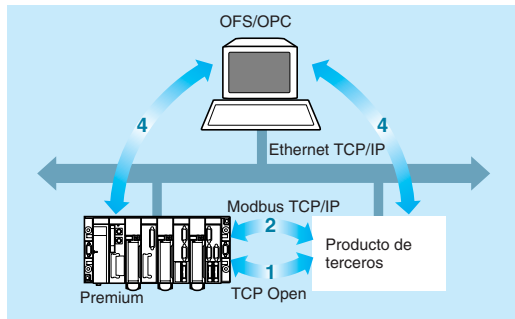 OFS/OPC
4
4
Ethernet TCP/IP
Modbus TCP/IP
2
Producto de
terceros
1
Premium
TCP Open